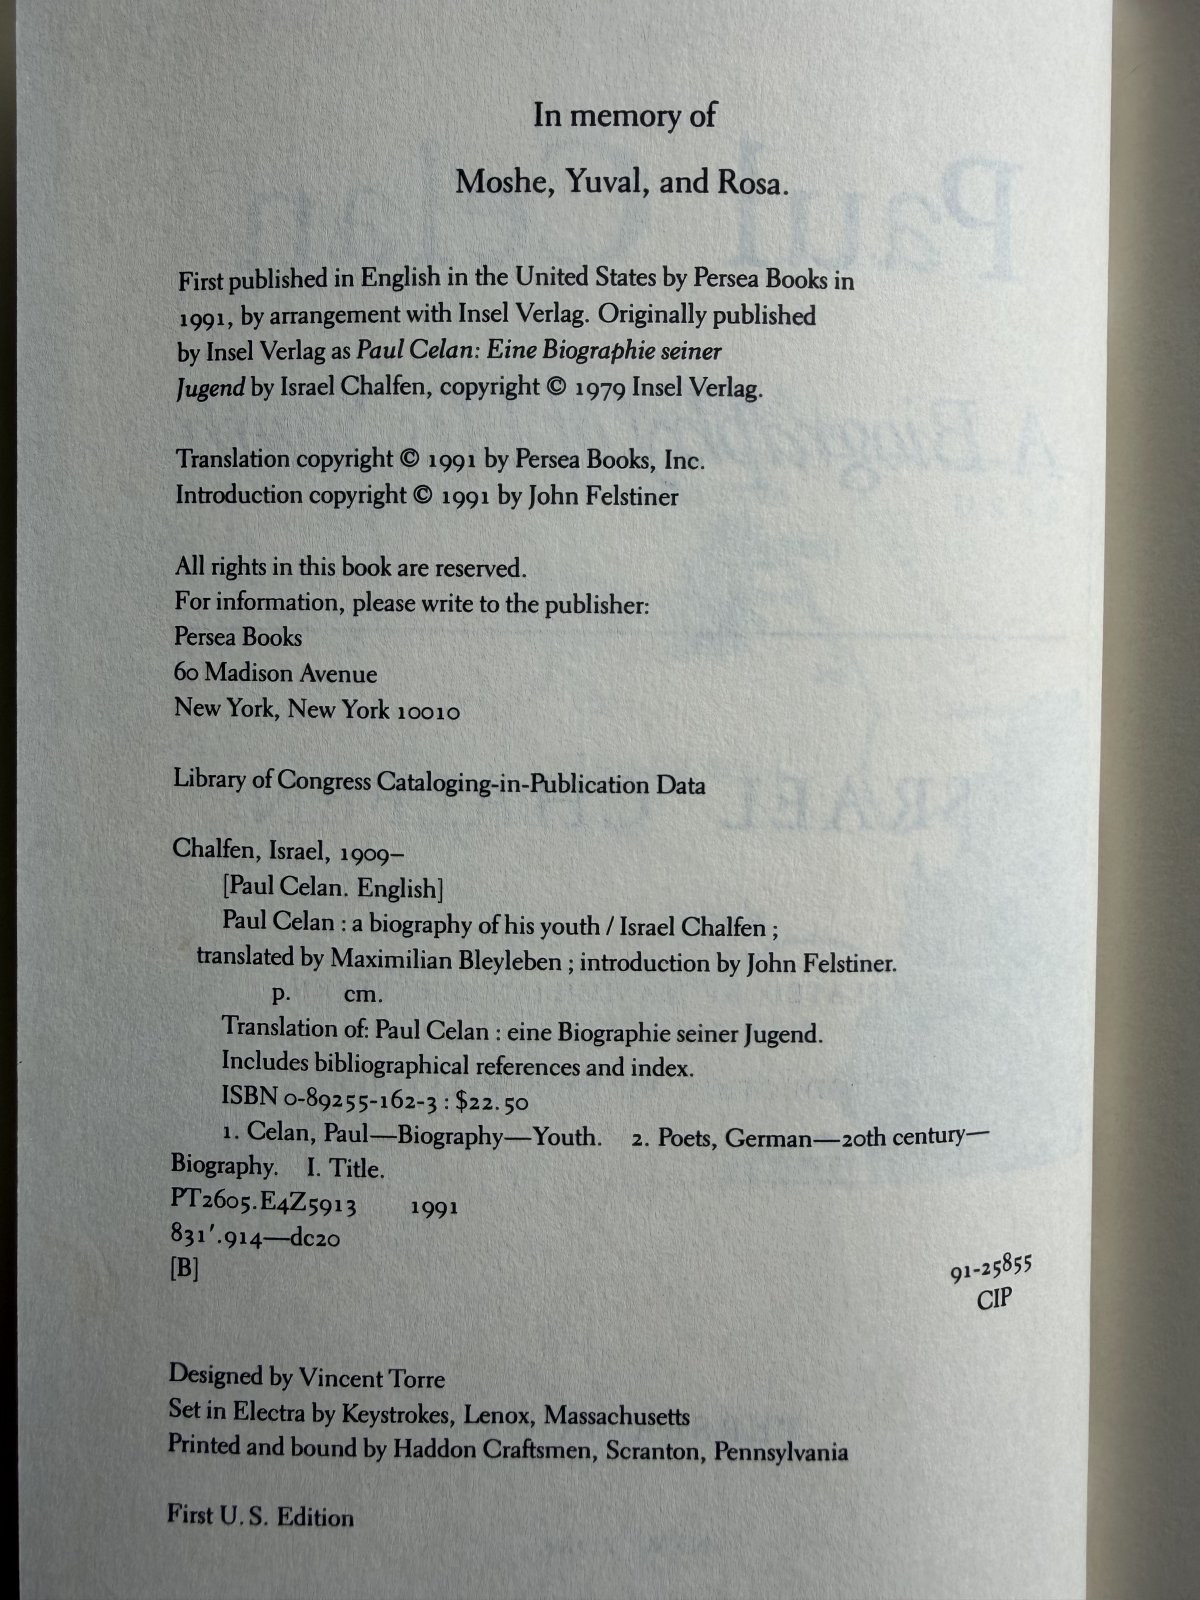 In memory of
Moshe, Yuval, and Rosa.
First published in English in the United States by Persea Books in
1991, by arrangement with Insel Verlag. Originally published
by Insel Verlag as Paul Celan: Eine Biographie seiner
Jugend by Israel Chalfen, copyright © 1979 Insel Verlag.
Translation copyright © 1991 by Persea Books, Inc.
Introduction copyright © 1991 by John Felstiner
All rights in this book are reserved.
For information, please write to the publisher:
Persea Books
60 Madison Avenue
New York, New York 10010
Library of Congress Cataloging-in-Publication Data
Chalfen, Israel, 1909–
[Paul Celan. English]
Paul Celan : a biography of his youth / Israel Chalfen ;
translated by Maximilian Bleyleben ; introduction by John Felstiner.
p. cm.
Translation of: Paul Celan : eine Biographie seiner Jugend.
Includes bibliographical references and index.
ISBN 0-89255-162-3 : $22.50
1. Celan, Paul—Biography—Youth. 2. Poets, German—20th century—
Biography. I. Title.
PT2605.E4Z5913 1991
831'.914—dc20
[B] 91-25855
CIP
Designed by Vincent Torre
Set in Electra by Keystrokes, Lenox, Massachusetts
Printed and bound by Haddon Craftsmen, Scranton, Pennsylvania
First U.S. Edition